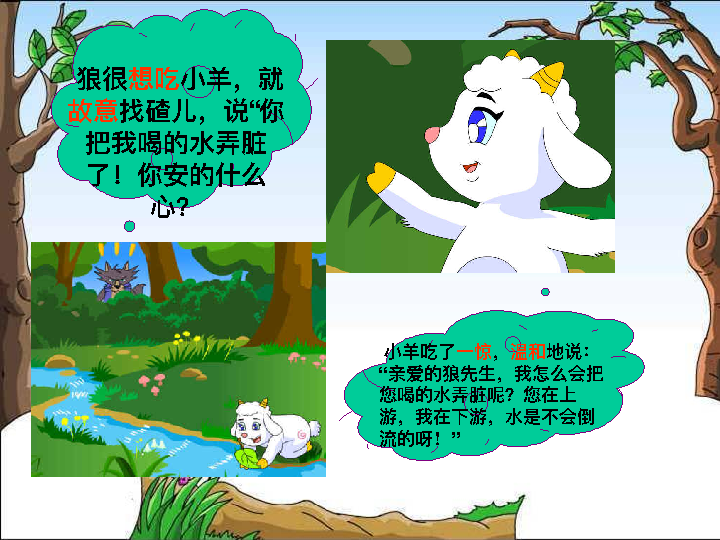 狼很想吃小羊，就
故意找碴儿，说“你
把我喝的水弄脏
了！你安的什么
心？
小羊吃了一惊，温和地说：
“亲爱的狼先生，我怎么会把
您喝的水弄脏呢？您在上
游，我在下游，水是不会倒
流的呀！”